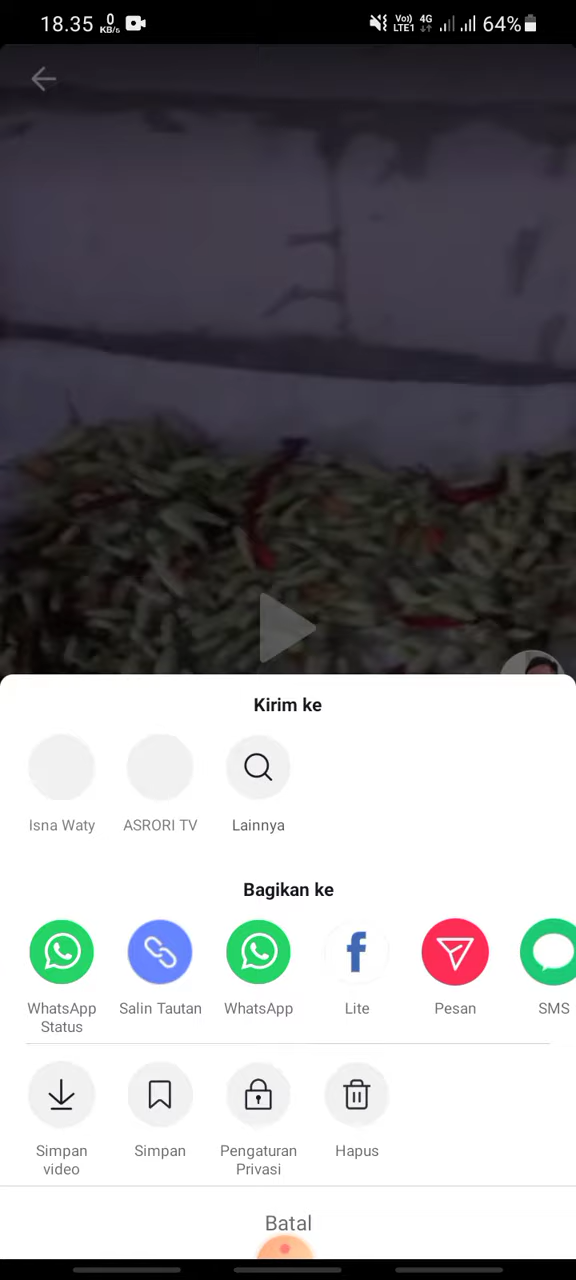 18.35 0 KB/s Vo) LTE1 4G 64%
Kirim ke
Isna Waty ASRORI TV Lainnya
Bagikan ke
WhatsApp Status Salin Tautan WhatsApp Lite Pesan SMS
Simpan video Simpan Pengaturan Privasi Hapus
Batal